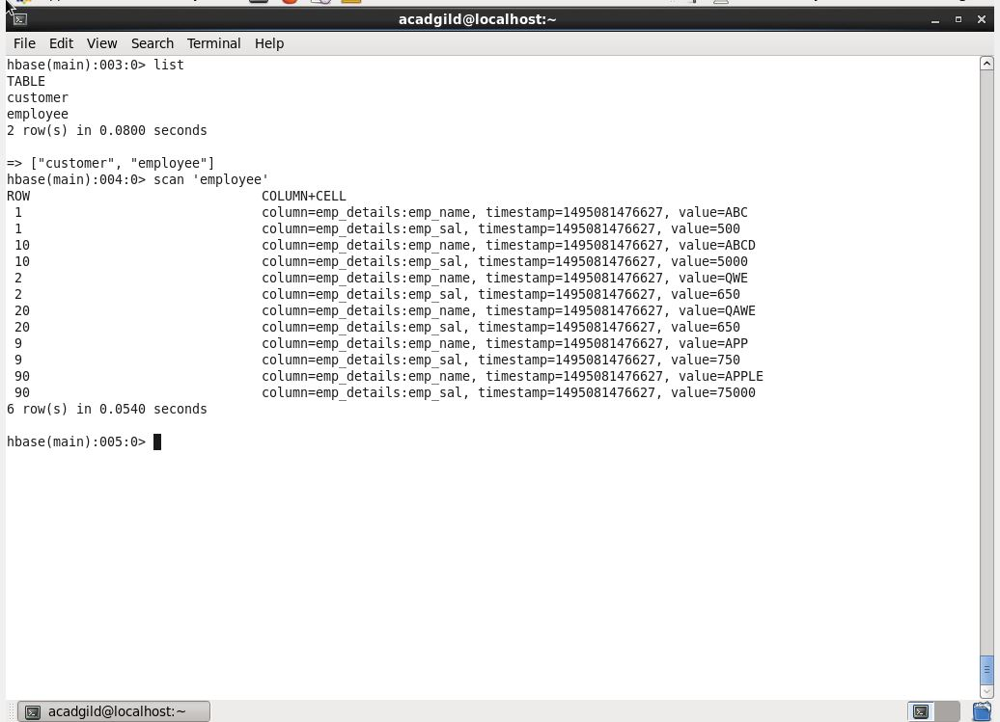 acadgild@localhost:~
File Edit View Search Terminal Help
hbase(main):003:0> list
TABLE
customer
employee
2 row(s) in 0.0800 seconds
=> ["customer", "employee"]
hbase(main):004:0> scan 'employee'
ROW COLUMN+CELL
1 column=emp_details:emp_name, timestamp=1495081476627, value=ABC
1 column=emp_details:emp_sal, timestamp=1495081476627, value=500
10 column=emp_details:emp_name, timestamp=1495081476627, value=ABCD
10 column=emp_details:emp_sal, timestamp=1495081476627, value=5000
2 column=emp_details:emp_name, timestamp=1495081476627, value=QWE
2 column=emp_details:emp_sal, timestamp=1495081476627, value=650
20 column=emp_details:emp_name, timestamp=1495081476627, value=QAWE
20 column=emp_details:emp_sal, timestamp=1495081476627, value=650
9 column=emp_details:emp_name, timestamp=1495081476627, value=APP
9 column=emp_details:emp_sal, timestamp=1495081476627, value=750
90 column=emp_details:emp_name, timestamp=1495081476627, value=APPLE
90 column=emp_details:emp_sal, timestamp=1495081476627, value=75000
6 row(s) in 0.0540 seconds
hbase(main):005:0>
acadgild@localhost:~